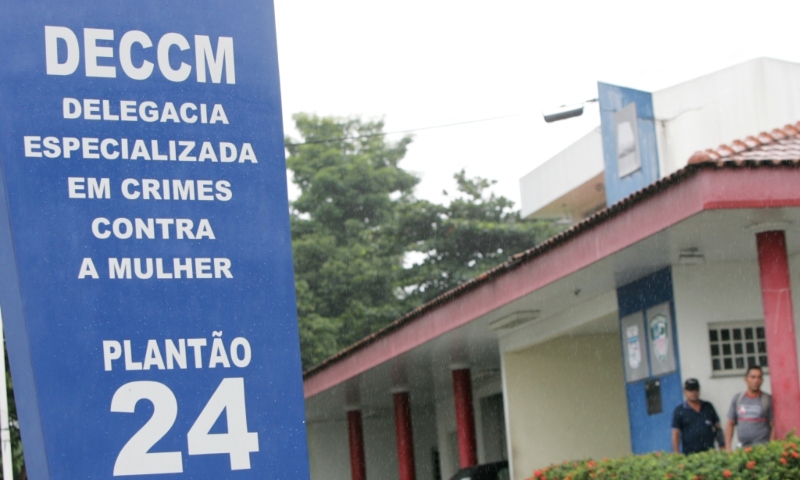 DECCM
DELEGACIA
ESPECIALIZADA
EM CRIMES
CONTRA
A MULHER
PLANTÃO
24